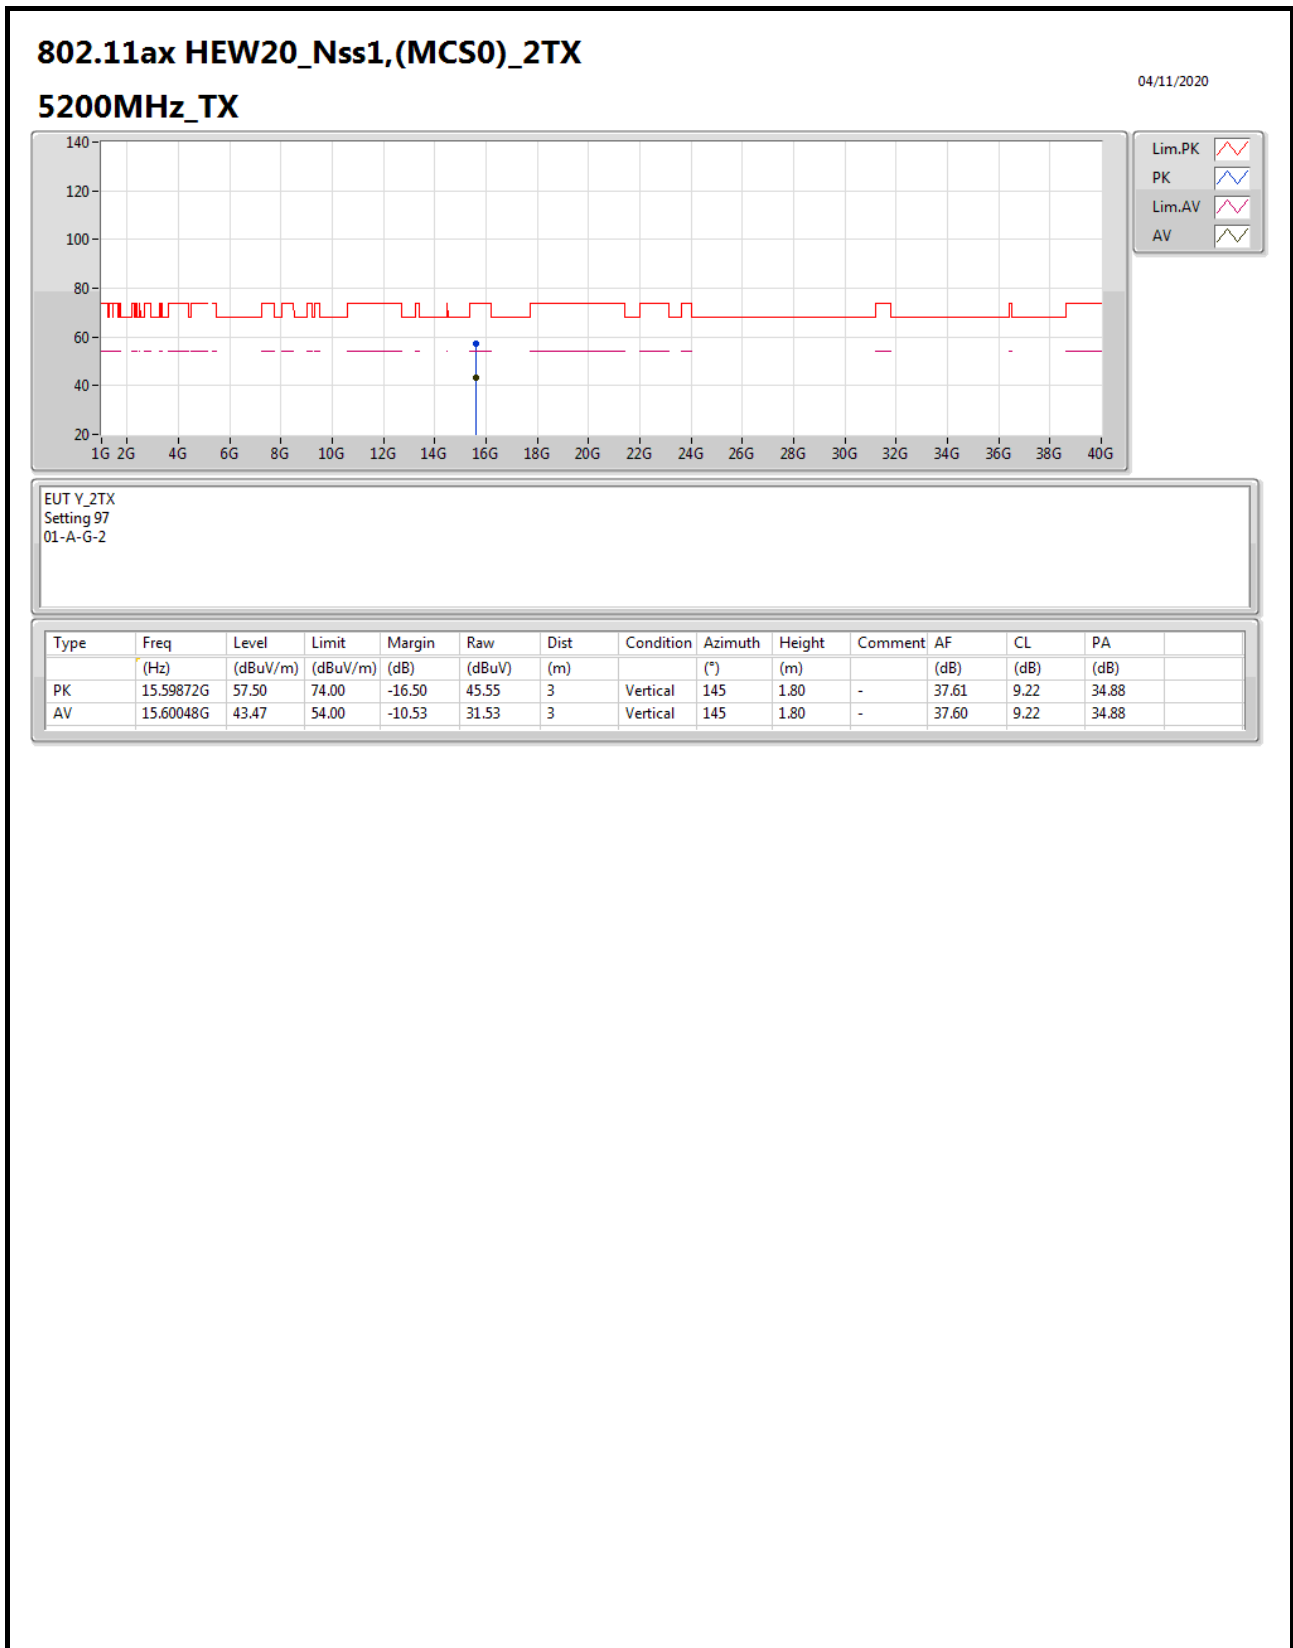 802.11ax HEW20_Nss1,(MCS0)_2TX
04/11/2020
5200MHz_TX
140
120
100
80
60
40
20
1G 2G 4G 6G 8G 10G 12G 14G 16G 18G 20G 22G 24G 26G 28G 30G 32G 34G 36G 38G 40G
Lim.PK
PK
Lim.AV
AV
EUT Y_2TX
Setting 97
01-A-G-2
Type Freq Level Limit Margin Raw Dist Condition Azimuth Height Comment AF CL PA
(Hz) (dBuV/m) (dBuV/m) (dB) (dBuV) (m) (°) (m) (dB) (dB) (dB)
PK 15.59872G 57.50 74.00 -16.50 45.55 3 Vertical 145 1.80 - 37.61 9.22 34.88
AV 15.60048G 43.47 54.00 -10.53 31.53 3 Vertical 145 1.80 - 37.60 9.22 34.88